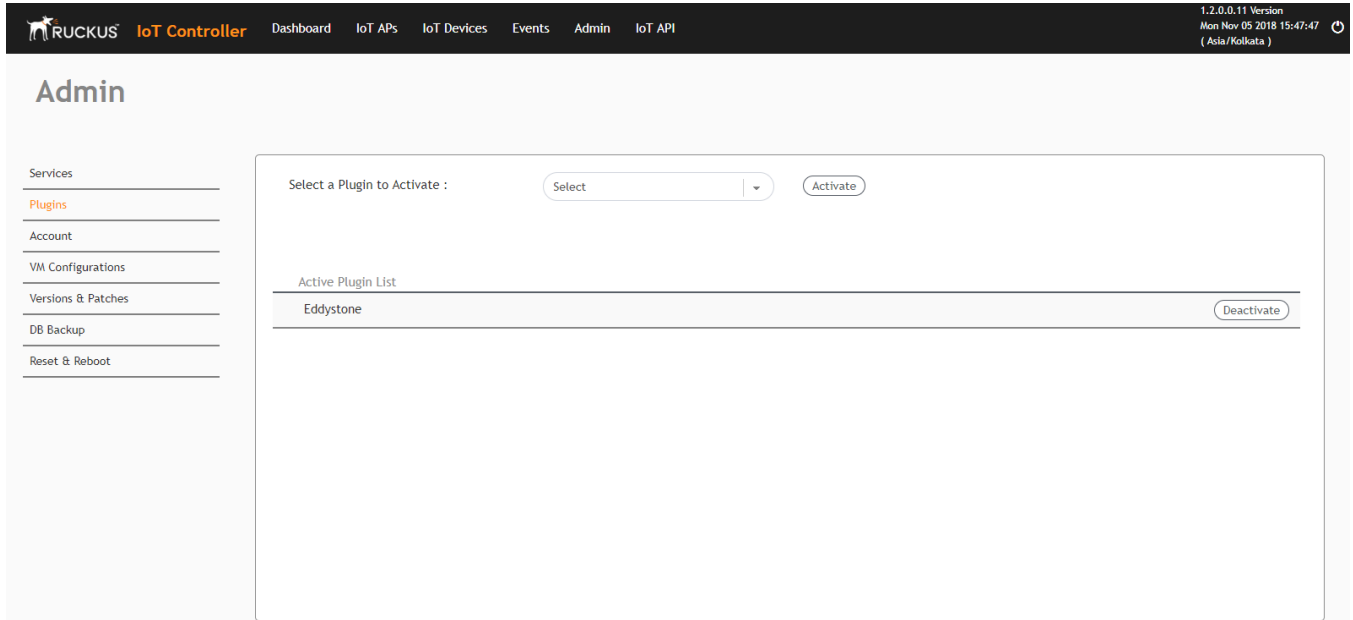 RUCKUS IoT Controller Dashboard IoT APs IoT Devices Events Admin IoT API
1.2.0.0.11 Version
Mon Nov 05 2018 15:47:47
( Asia/Kolkata )
Admin
Services
Plugins
Account
VM Configurations
Versions & Patches
DB Backup
Reset & Reboot
Select a Plugin to Activate : Select Activate
Active Plugin List
Eddystone Deactivate